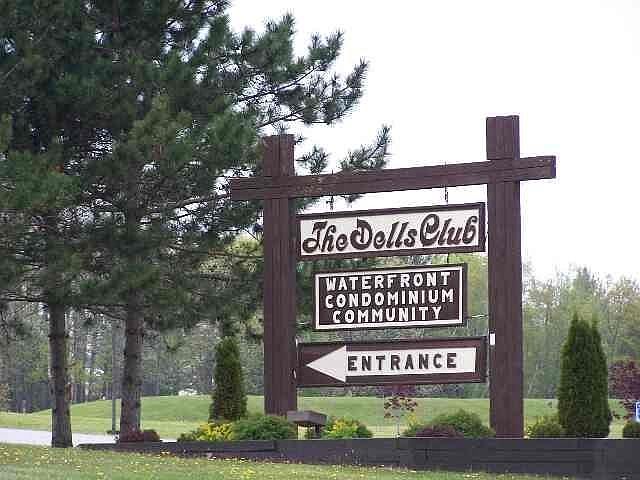 The Dells Club
WATERFRONT
CONDOMINIUM
COMMUNITY
ENTRANCE